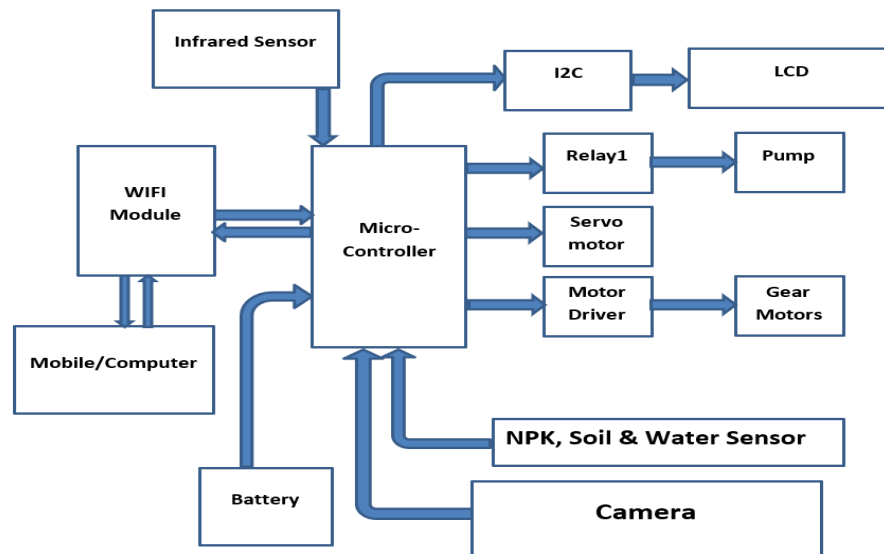 Infrared Sensor
I2C
LCD
WIFI
Module
Micro-
Controller
Relay1
Pump
Servo
motor
Motor
Driver
Gear
Motors
Mobile/Computer
NPK, Soil & Water Sensor
Battery
Camera